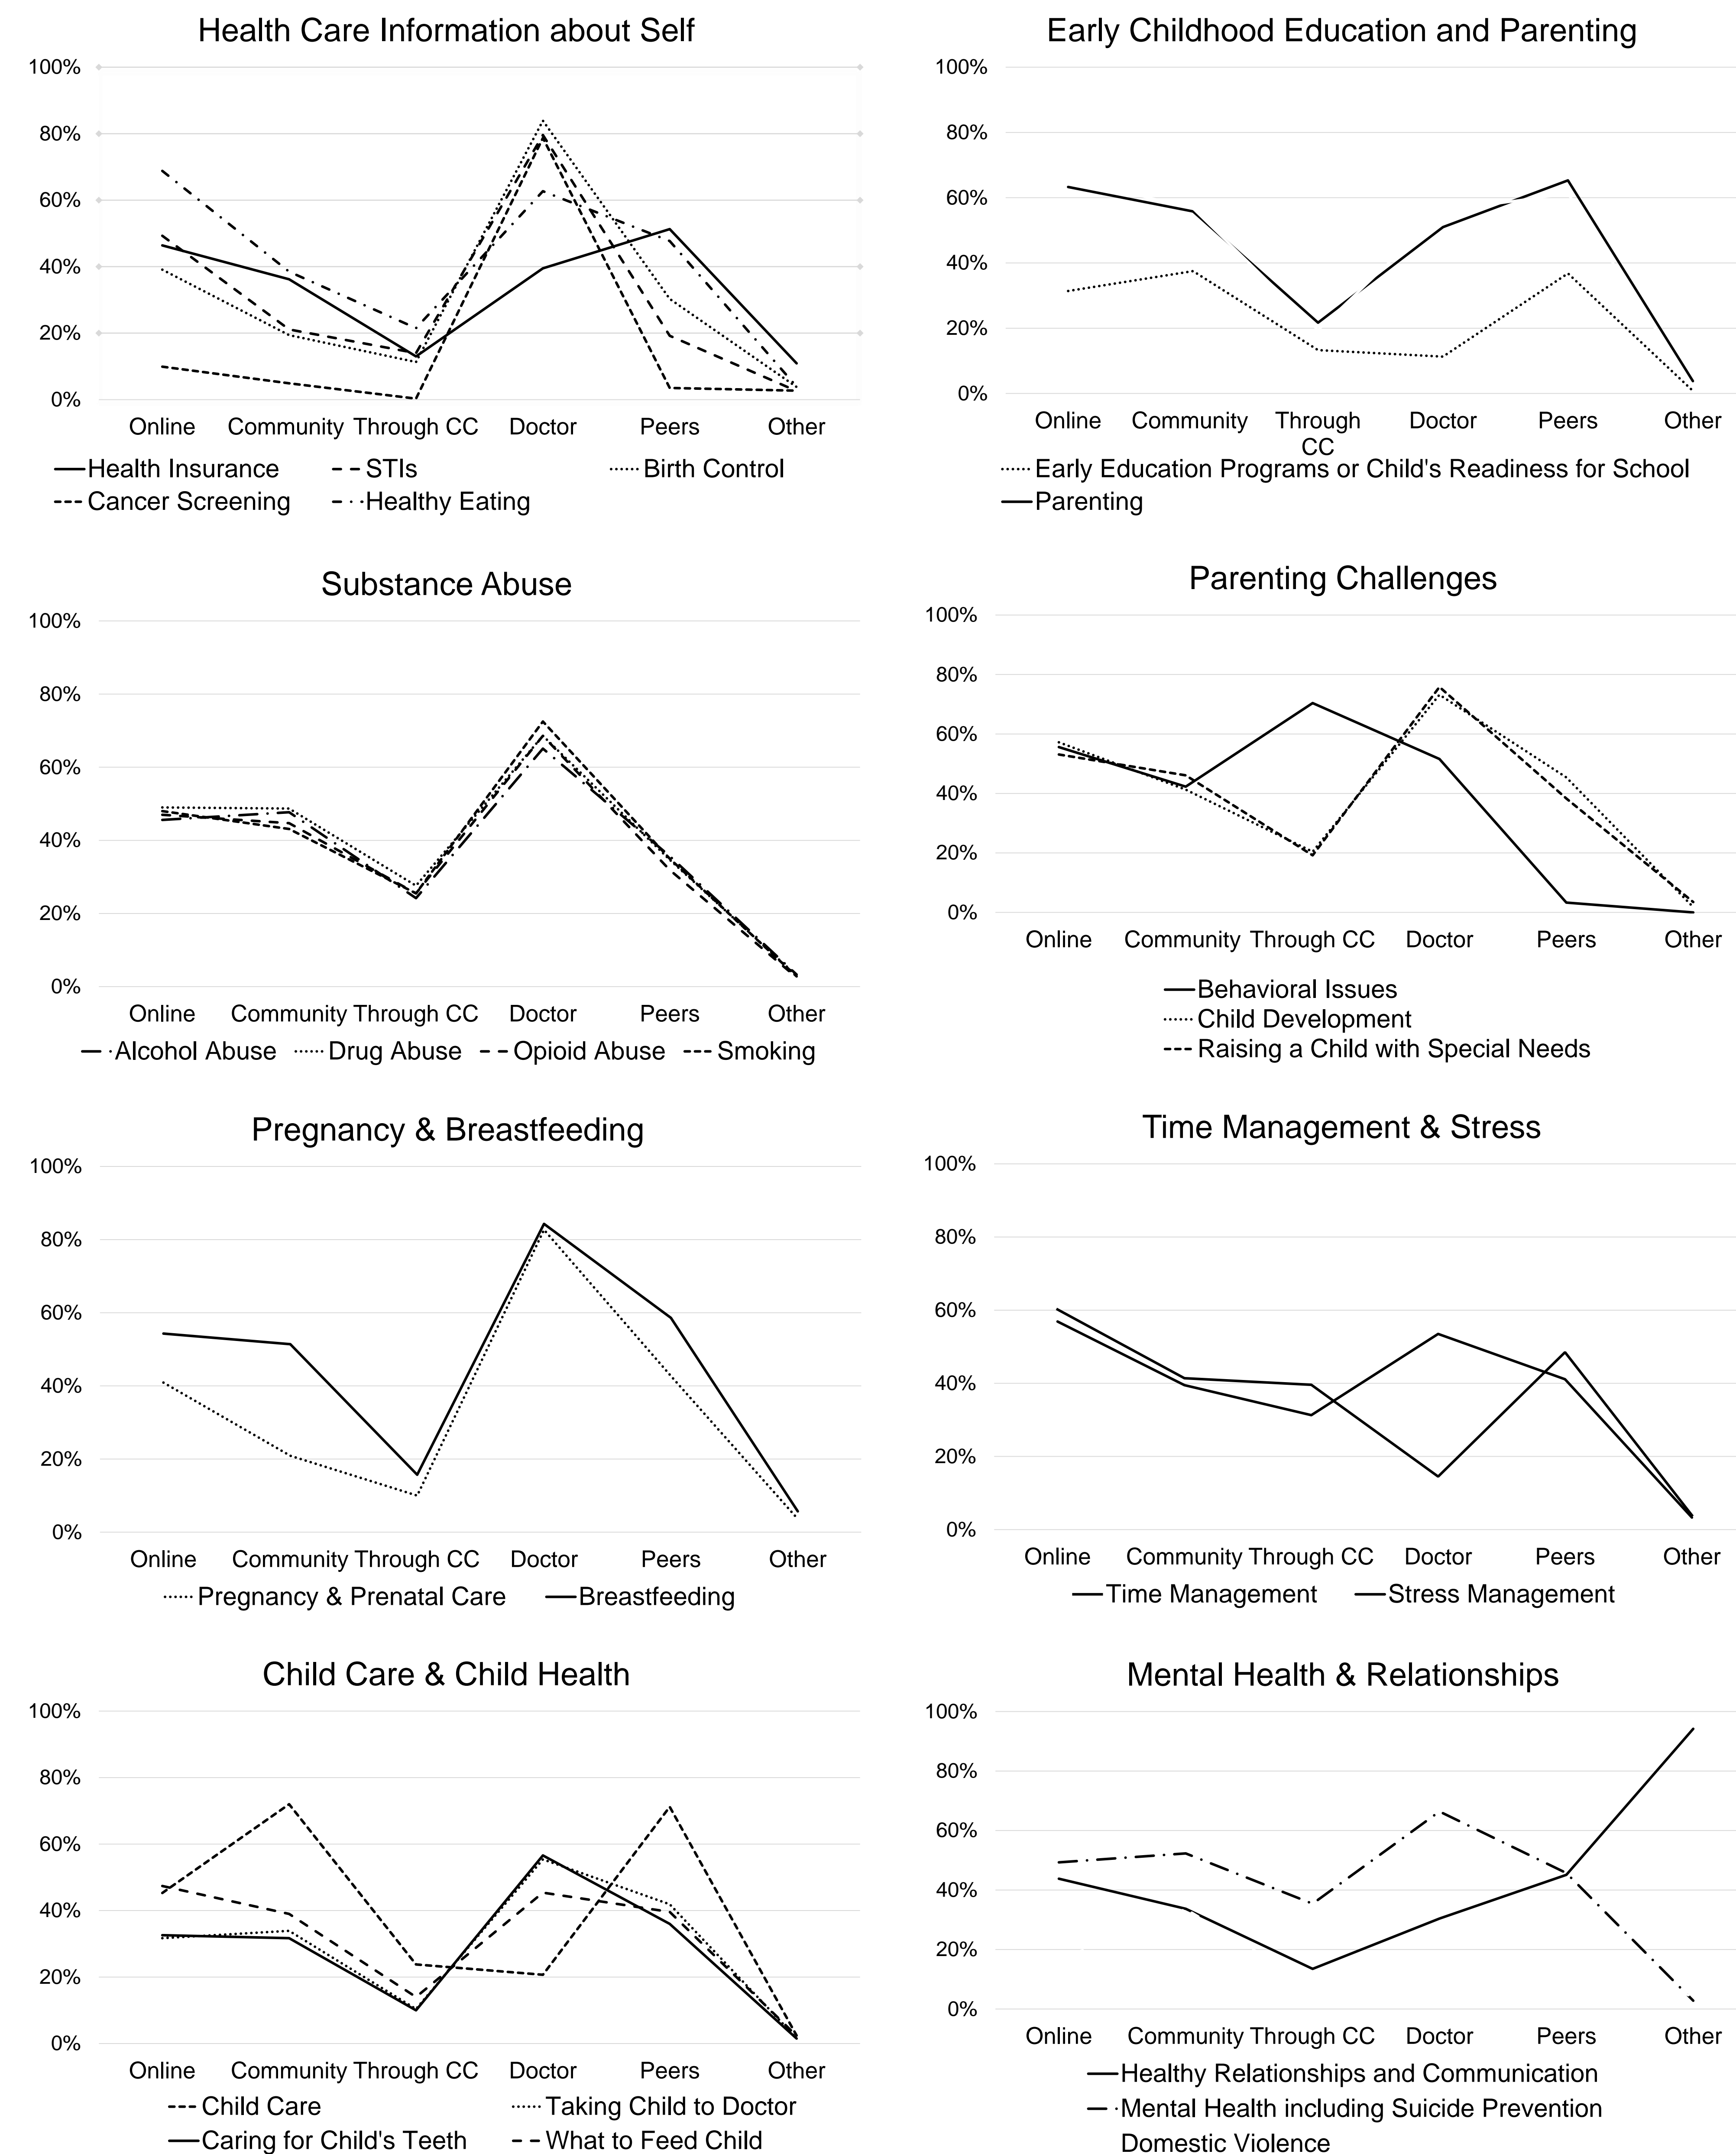 Health Care Information about Self
100%
80%
60%
40%
20%
0%
Online Community Through CC Doctor Peers Other
Health Insurance STIs Birth Control
Cancer Screening Healthy Eating
Early Childhood Education and Parenting
100%
80%
60%
40%
20%
0%
Online Community Through Doctor Peers Other
CC
Early Education Programs or Child's Readiness for School
Parenting
Substance Abuse
100%
80%
60%
40%
20%
0%
Online Community Through CC Doctor Peers Other
Alcohol Abuse Drug Abuse Opioid Abuse Smoking
Parenting Challenges
100%
80%
60%
40%
20%
0%
Online Community Through CC Doctor Peers Other
Behavioral Issues
Child Development
Raising a Child with Special Needs
Pregnancy & Breastfeeding
100%
80%
60%
40%
20%
0%
Online Community Through CC Doctor Peers Other
Pregnancy & Prenatal Care Breastfeeding
Time Management & Stress
100%
80%
60%
40%
20%
0%
Online Community Through CC Doctor Peers Other
Time Management Stress Management
Child Care & Child Health
100%
80%
60%
40%
20%
0%
Online Community Through CC Doctor Peers Other
Child Care Taking Child to Doctor
Caring for Child's Teeth What to Feed Child
Mental Health & Relationships
100%
80%
60%
40%
20%
0%
Online Community Through CC Doctor Peers Other
Healthy Relationships and Communication
Mental Health including Suicide Prevention
Domestic Violence